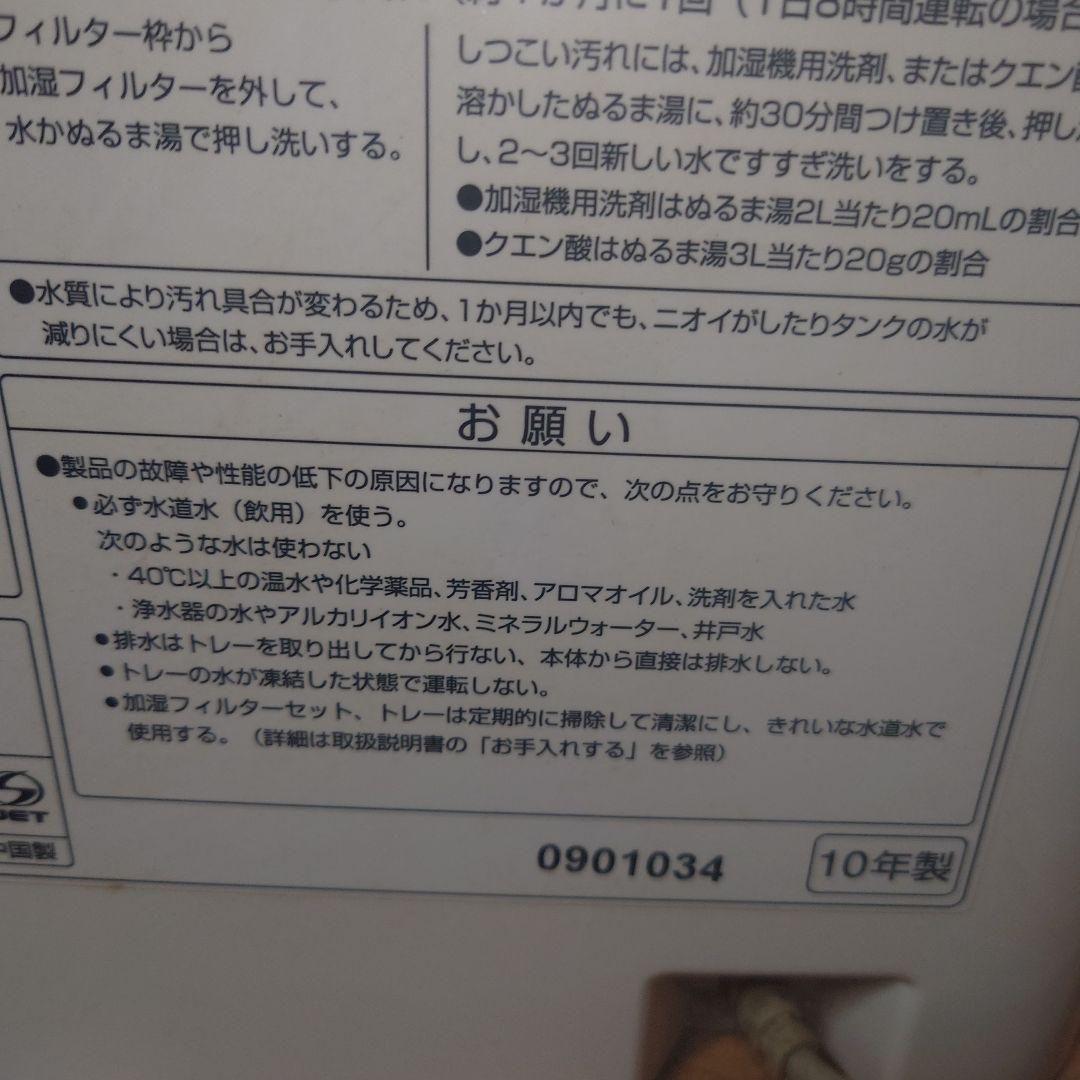 (約1か月に1回(1日8時間運転の場合
フィルター枠から
加湿フィルターを外して、
水かぬるま湯で押し洗いする。
しつこい汚れには、加湿機用洗剤、またはクエン酸
溶かしたぬるま湯に、約30分間つけ置き後、押し
し、2〜3回新しい水ですすぎ洗いをする。
●加湿機用洗剤はぬるま湯2L当たり20mLの割合
●クエン酸はぬるま湯3L当たり20gの割合
●水質により汚れ具合が変わるため、1か月以内でも、ニオイがしたりタンクの水が
減りにくい場合は、お手入れしてください。
お願い
●製品の故障や性能の低下の原因になりますので、次の点をお守りください。
●必ず水道水（飲用）を使う。
次のような水は使わない
・40℃以上の温水や化学薬品、芳香剤、アロマオイル、洗剤を入れた水
・浄水器の水やアルカリイオン水、ミネラルウォーター、井戸水
●排水はトレーを取り出してから行ない、本体から直接は排水しない。
●トレーの水が凍結した状態で運転しない。
●加湿フィルターセット、トレーは定期的に掃除して清潔にし、きれいな水道水で
使用する。（詳細は取扱説明書の「お手入れする」を参照）
JET
中国製
0901034
10年製